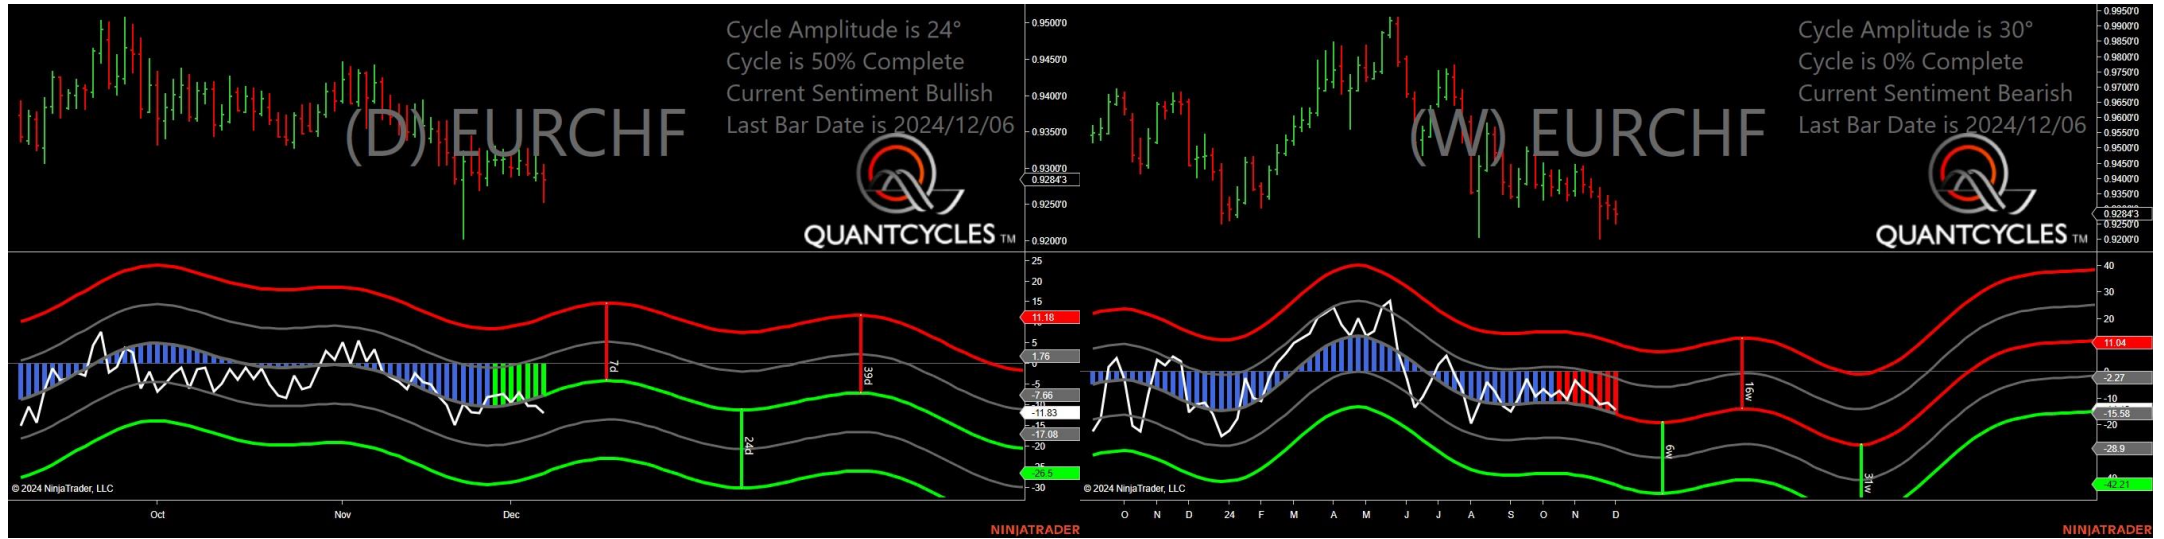 Cycle Amplitude is 24°
Cycle is 50% Complete
Current Sentiment Bullish
Last Bar Date is 2024/12/06
(D) EURCHF
QUANTCYCLES TM
0.9500'0
0.9450'0
0.9400'0
0.9350'0
0.9300'0
0.9284'3
0.9250'0
0.9200'0
25
20
15
11.18
5
1.76
0
-5
-7.66
-11.83
-15
-17.08
-20
-26.5
-30
7d
24d
39d
© 2024 NinjaTrader, LLC
Oct
Nov
Dec
NINJATRADER
Cycle Amplitude is 30°
Cycle is 0% Complete
Current Sentiment Bearish
Last Bar Date is 2024/12/06
(W) EURCHF
QUANTCYCLES TM
0.9950'0
0.9900'0
0.9850'0
0.9800'0
0.9750'0
0.9700'0
0.9650'0
0.9600'0
0.9550'0
0.9500'0
0.9450'0
0.9400'0
0.9350'0
0.9284'3
0.9250'0
0.9200'0
40
30
20
11.04
0
-2.27
-10
-15.58
-20
-28.9
-42.21
6w
16w
31w
© 2024 NinjaTrader, LLC
O N D 24 F M A M J J A S O N D
NINJATRADER